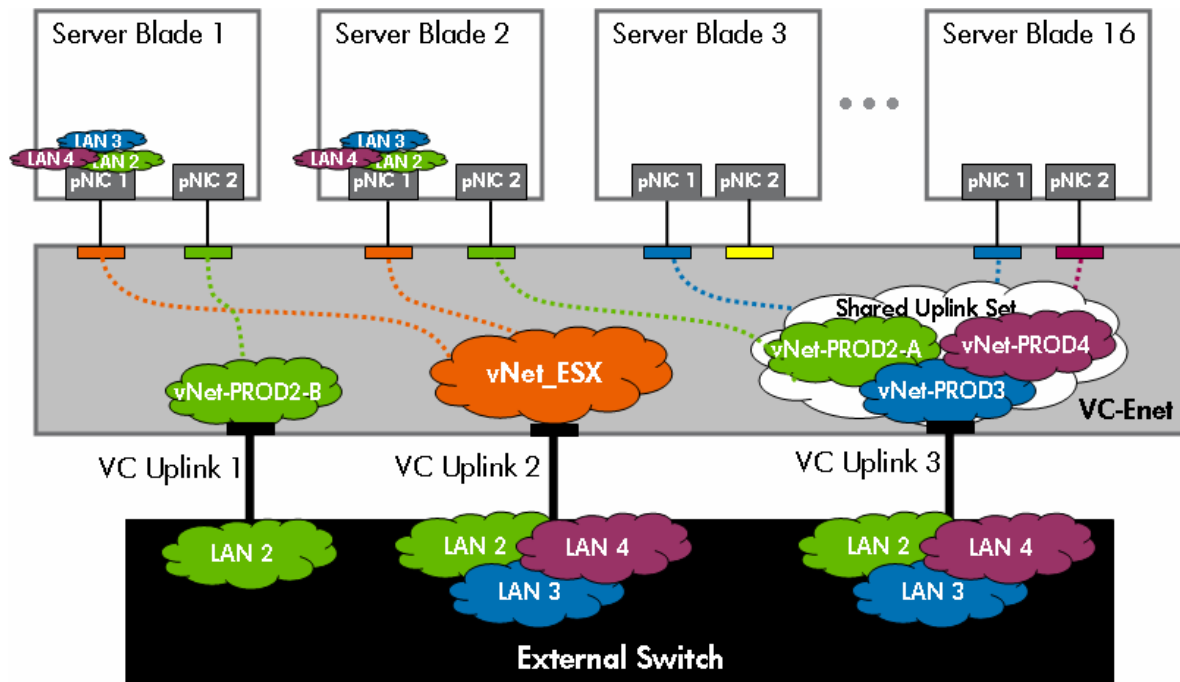 Server Blade 1
Server Blade 2
Server Blade 3
Server Blade 16
LAN 3
LAN 4
LAN 2
LAN 3
LAN 4
LAN 2
pNIC 1
pNIC 2
pNIC 1
pNIC 2
pNIC 1
pNIC 2
pNIC 1
pNIC 2
Shared Uplink Set
vNet-PROD2-A
vNet-PROD4
vNet-PROD3
vNet_ESX
vNet-PROD2-B
VC-Enet
VC Uplink 1
VC Uplink 2
VC Uplink 3
LAN 2
LAN 2
LAN 4
LAN 3
LAN 2
LAN 4
LAN 3
External Switch